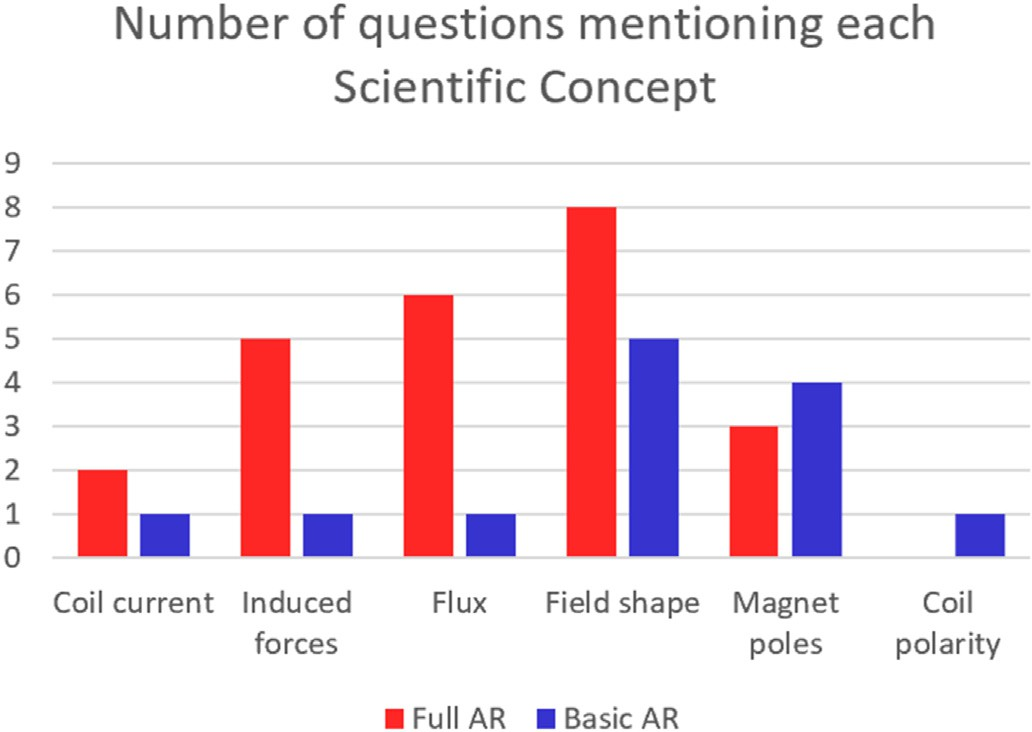 Number of questions mentioning each
Scientific Concept
9
8
7
6
5
4
3
2
1
0
Coil current
Induced
forces
Flux
Field shape
Magnet
poles
Coil
polarity
Full AR
Basic AR